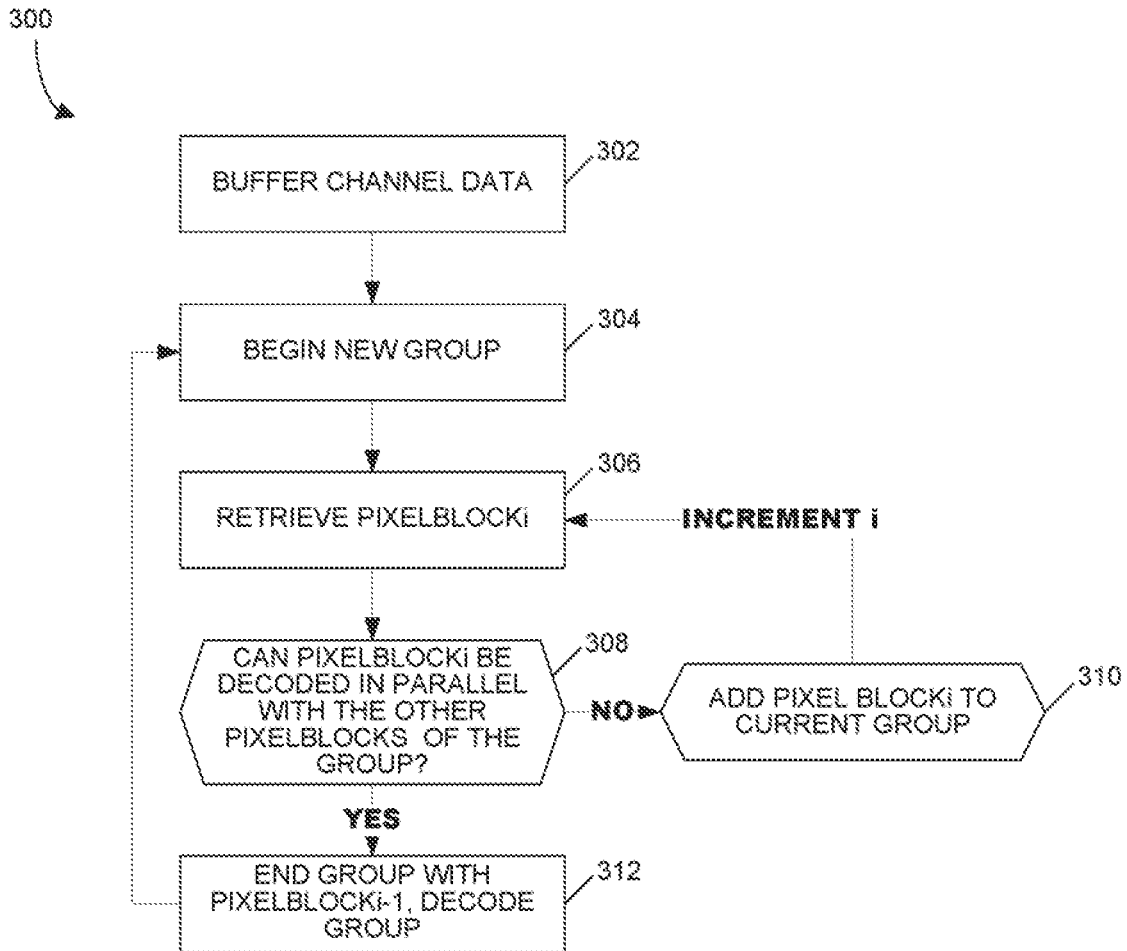 300
BUFFER CHANNEL DATA
302
BEGIN NEW GROUP
304
RETRIEVE PIXELBLOCKi
306
INCREMENT i
CAN PIXELBLOCKi BE
DECODED IN PARALLEL
WITH THE OTHER
PIXELBLOCKS OF THE
GROUP?
308
NO
ADD PIXEL BLOCKi TO
CURRENT GROUP
310
YES
END GROUP WITH
PIXELBLOCKi-1, DECODE
GROUP
312